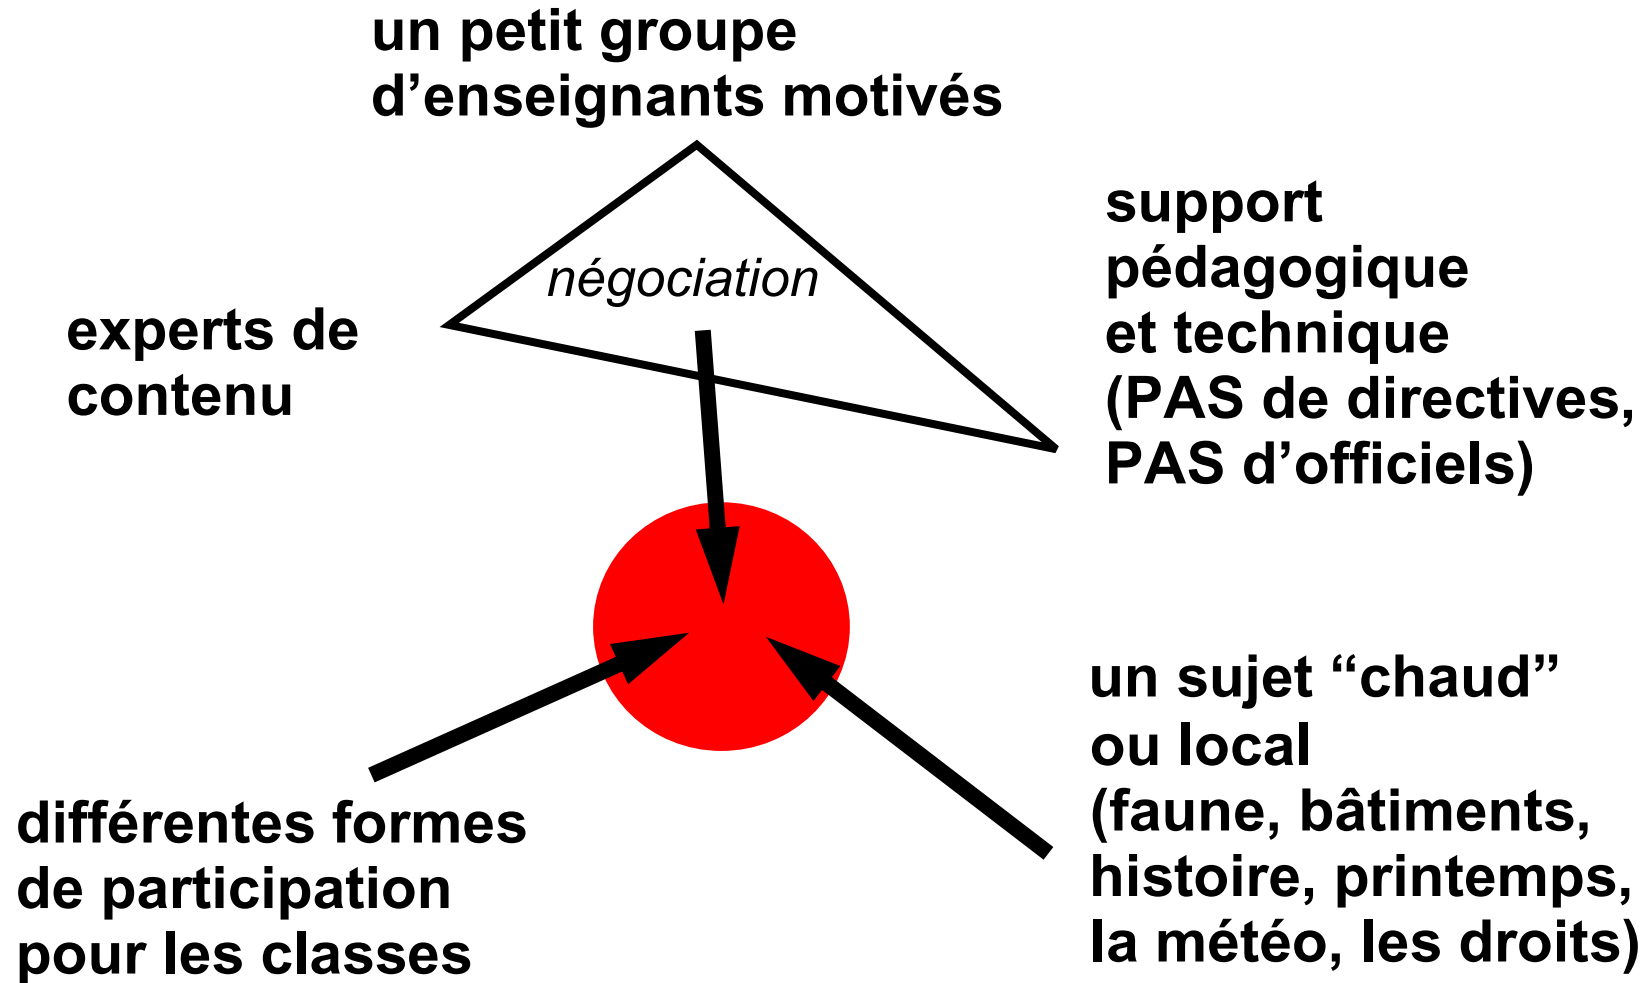 un petit groupe
d’enseignants motivés
négociation
experts de
contenu
support
pédagogique
et technique
(PAS de directives,
PAS d’officiels)
différentes formes
de participation
pour les classes
un sujet “chaud”
ou local
(faune, bâtiments,
histoire, printemps,
la météo, les droits)